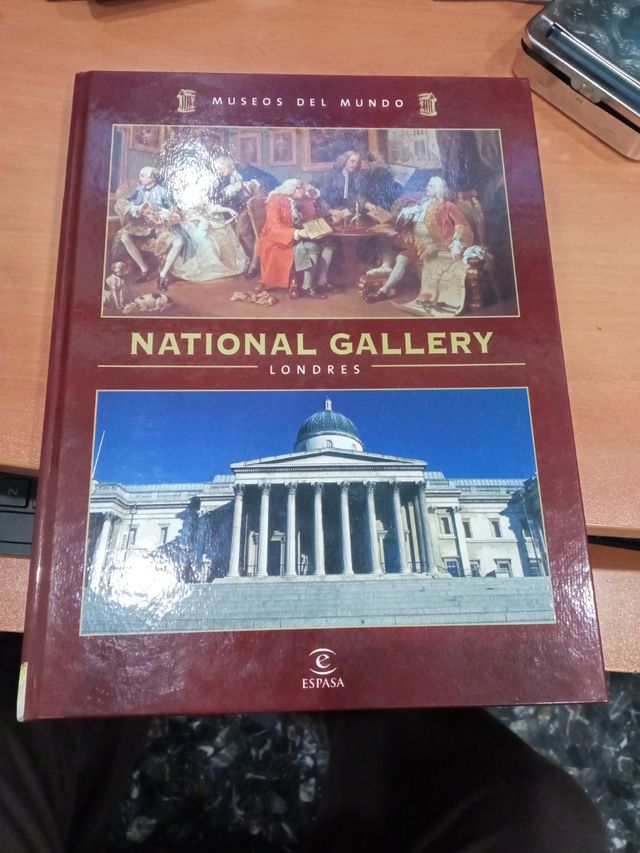 MUSEOS DEL MUNDO
NATIONAL GALLERY
LONDRES
e
ESPASA
N